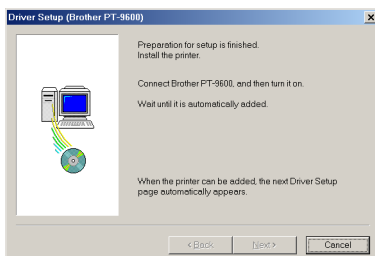 Driver Setup (Brother PT-9600)
Preparation for setup is finished.
Install the printer.
Connect Brother PT-9600, and then turn it on.
Wait until it is automatically added.
When the printer can be added, the next Driver Setup
page automatically appears.
< Back
Next >
Cancel